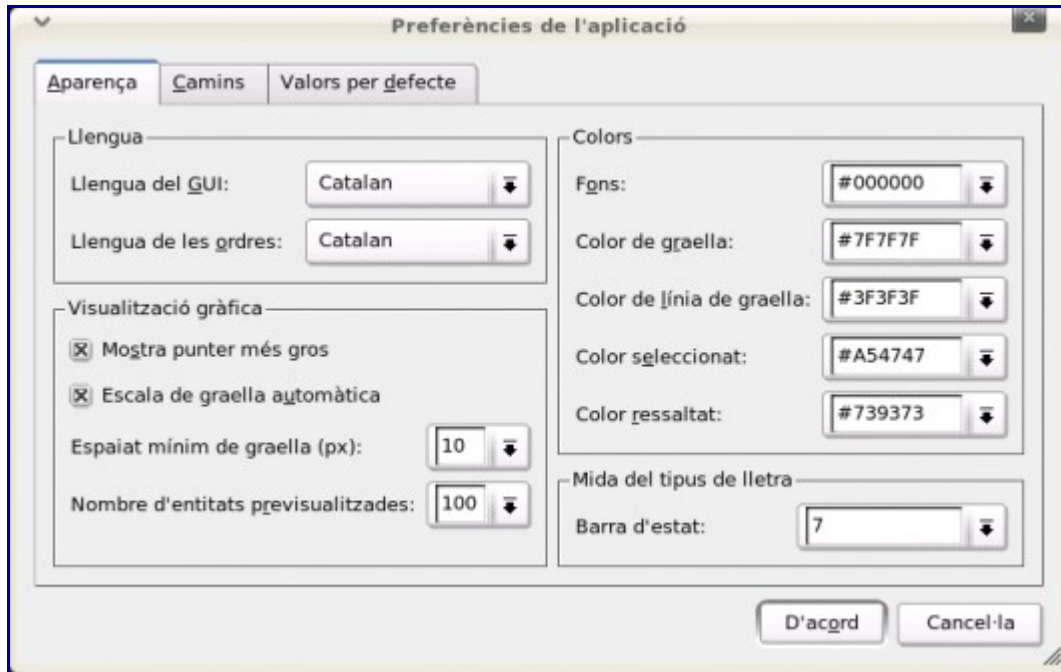 Preferències de l'aplicació
Aparença Camins Valors per defecte
Llengua
Llengua del GUI: Catalan
Llengua de les ordres: Catalan
Visualització gràfica
Mostra punter més gros
Escala de graella automàtica
Espaiat mínim de graella (px): 10
Nombre d'entitats previsualitzades: 100
Colors
Fons: #000000
Color de graella: #7F7F7F
Color de línia de graella: #3F3F3F
Color seleccionat: #A54747
Color ressaltat: #739373
Mida del tipus de lletra
Barra d'estat: 7
D'acord Cancel·la